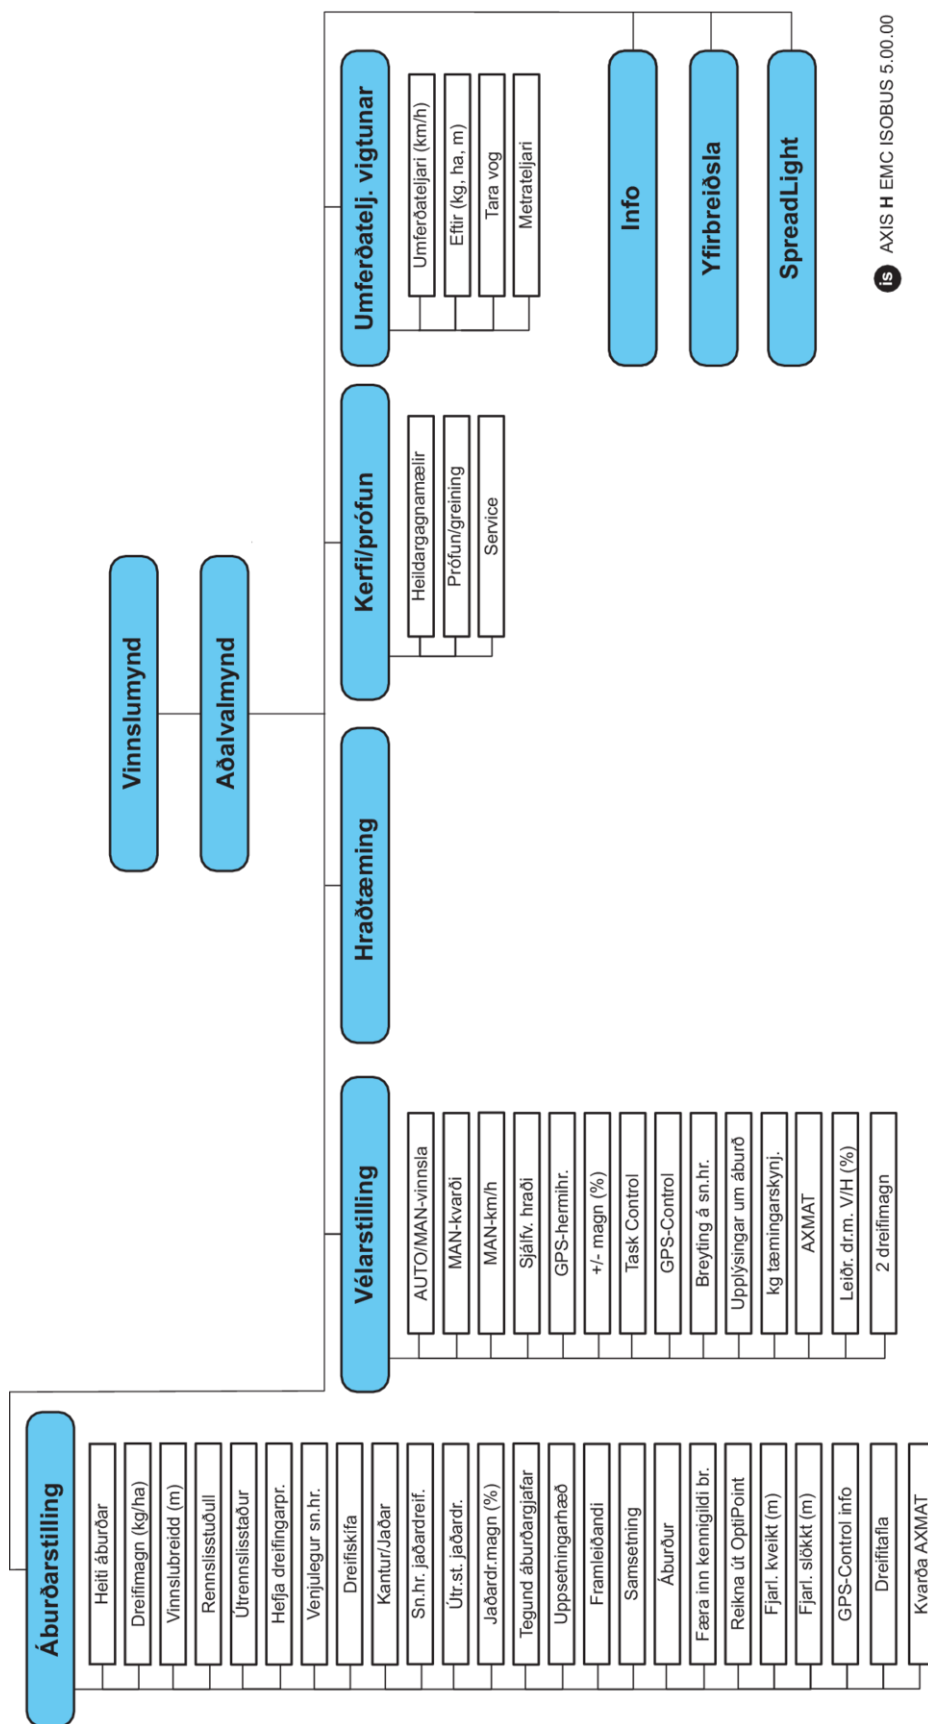 Vinnslumynd
Aðalvalmynd
Áburðarstilling
Heiti áburðar
Dreifimagn (kg/ha)
Vinnslubreidd (m)
Rennslisstuðull
Útrennslisstaður
Hefja dreifingarpr.
Venjulegur sn.hr.
Dreifiskífa
Kantur/Jaðar
Sn.hr. jaðardreif.
Útr.st. jaðardr.
Jaðardr.magn (%)
Tegund áburðargjafar
Uppsetningarhæð
Framleiðandi
Samsetning
Áburður
Færa inn kennigildi br.
Reikna út OptiPoint
Fjarl. kveikt (m)
Fjarl. slökkt (m)
GPS-Control info
Dreifitafla
Kvarða AXMAT
Vélarstilling
AUTO/MAN-vinnsla
MAN-kvarði
MAN-km/h
Sjálfv. hraði
GPS-hermihr.
+/- magn (%)
Task Control
GPS-Control
Breyting á sn.hr.
Upplýsingar um áburð
kg tæmingarskynj.
AXMAT
Leiðr. dr.m. V/H (%)
2 dreifimagn
Hraðtæming
Kerfi/prófun
Heildargagnamælir
Prófun/greining
Service
Umferðatelj. vigtunar
Umferðateljari (km/h)
Eftir (kg, ha, m)
Tara vog
Metrateljari
Info
Yfirbreiðsla
SpreadLight
is AXIS H EMC ISOBUS 5.00.00